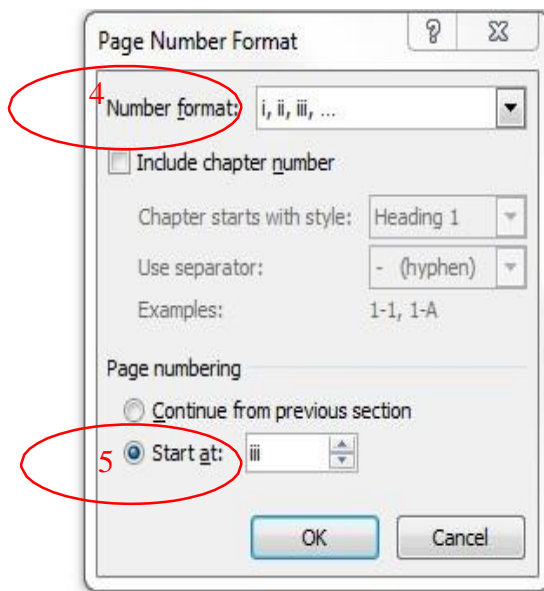 Page Number Format
4
Number format: i, ii, iii, ...
Include chapter number
Chapter starts with style: Heading 1
Use separator: - (hyphen)
Examples: 1-1, 1-A
Page numbering
Continue from previous section
5 Start at: iii
OK Cancel